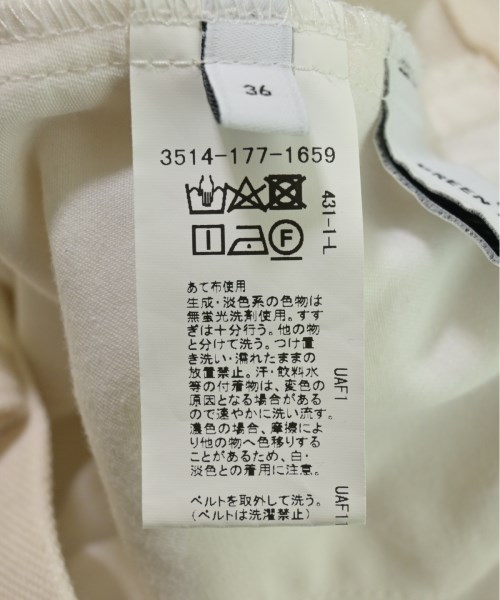 36
3514-177-1659
431-1-L
F
あて布使用
生成・淡色系の色物は
無蛍光洗剤使用。すす
ぎは十分行う。他の物
と分けて洗う。つけ置
き洗い・濡れたままの
放置禁止。汗・飲料水
等の付着物は、変色の
原因となる場合がある
ので速やかに洗い流す。
濃色の場合、摩擦によ
り他の物へ色移りする
ことがあるため、白・
淡色との着用に注意。
UAF1
ベルトを取外して洗う。
(ベルトは洗濯禁止)
UAF11
GREEN